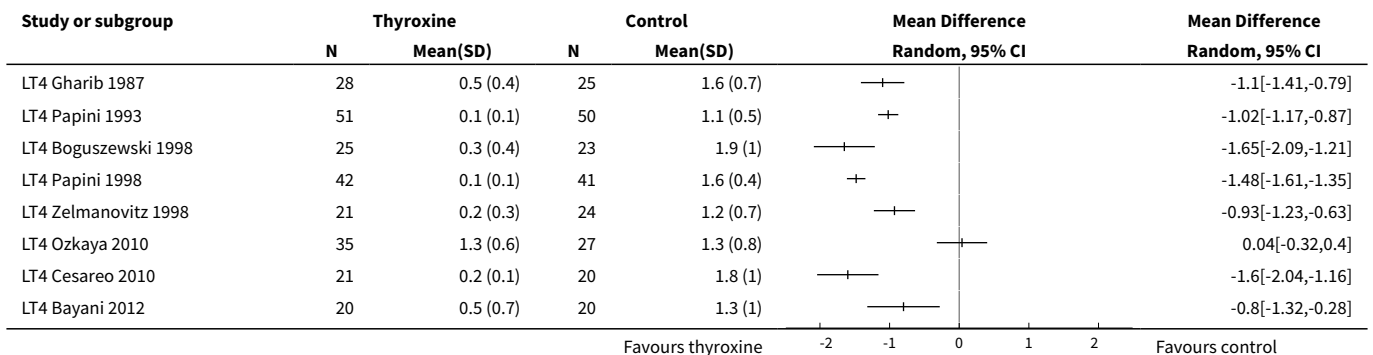 Study or subgroup Thyroxine Control Mean Difference Mean Difference
N Mean(SD) N Mean(SD) Random, 95% CI Random, 95% CI
LT4 Gharib 1987 28 0.5 (0.4) 25 1.6 (0.7) -1.1[-1.41,-0.79]
LT4 Papini 1993 51 0.1 (0.1) 50 1.1 (0.5) -1.02[-1.17,-0.87]
LT4 Boguszewski 1998 25 0.3 (0.4) 23 1.9 (1) -1.65[-2.09,-1.21]
LT4 Papini 1998 42 0.1 (0.1) 41 1.6 (0.4) -1.48[-1.61,-1.35]
LT4 Zelmanovitz 1998 21 0.2 (0.3) 24 1.2 (0.7) -0.93[-1.23,-0.63]
LT4 Ozkaya 2010 35 1.3 (0.6) 27 1.3 (0.8) 0.04[-0.32,0.4]
LT4 Cesareo 2010 21 0.2 (0.1) 20 1.8 (1) -1.6[-2.04,-1.16]
LT4 Bayani 2012 20 0.5 (0.7) 20 1.3 (1) -0.8[-1.32,-0.28]
Favours thyroxine -2 -1 0 1 2 Favours control